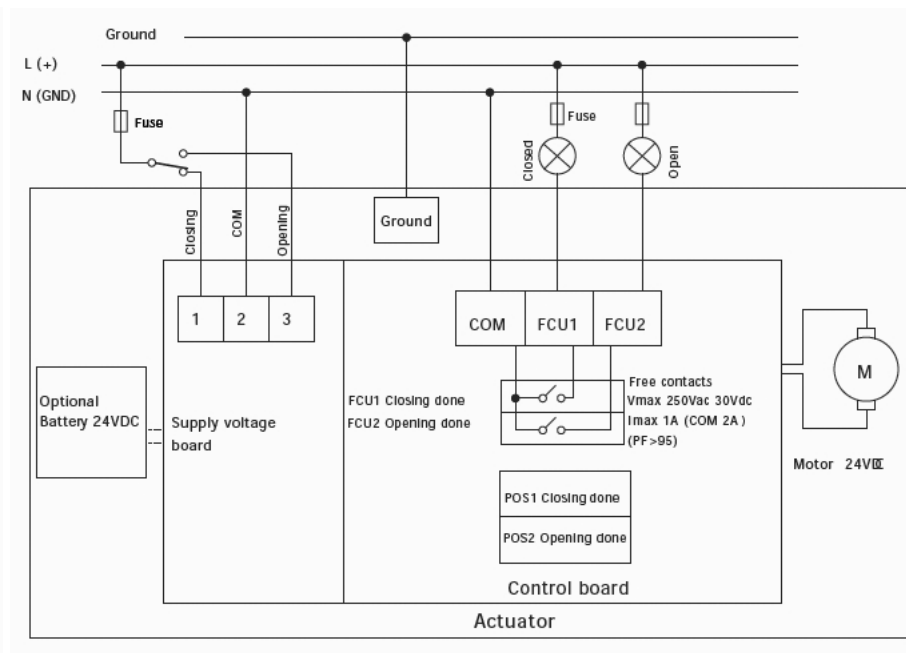 Ground
L (+)
N (GND)
Fuse
Fuse
Closed
Open
Closing
COM
Opening
Ground
1 2 3
COM FCU1 FCU2
Optional
Battery 24VDC
Supply voltage
board
FCU1 Closing done
FCU2 Opening done
Free contacts
Vmax 250Vac 30Vdc
Imax 1A (COM 2A )
(PF>95)
M
Motor 24VDC
POS1 Closing done
POS2 Opening done
Control board
Actuator